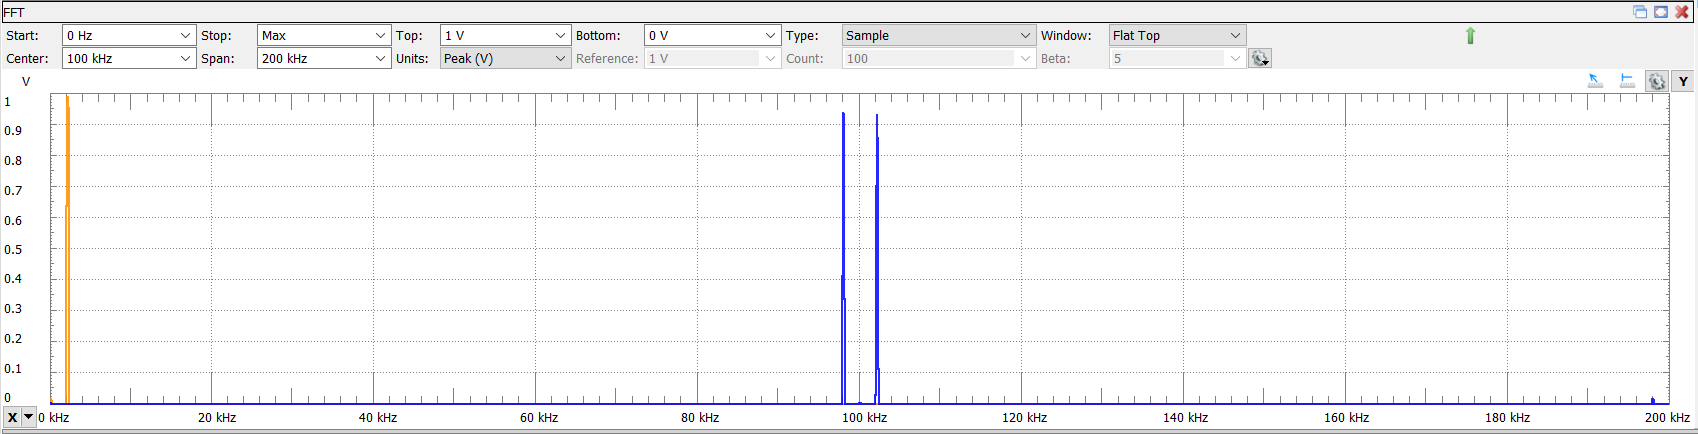 FFT
Start: 0 Hz Stop: Max Top: 1 V Bottom: 0 V Type: Sample Window: Flat Top
Center: 100 kHz Span: 200 kHz Units: Peak (V) Reference: 1 V Count: 100 Beta: 5
V
Y
1
0.9
0.8
0.7
0.6
0.5
0.4
0.3
0.2
0.1
0
X 0 kHz 20 kHz 40 kHz 60 kHz 80 kHz 100 kHz 120 kHz 140 kHz 160 kHz 180 kHz 200 kHz